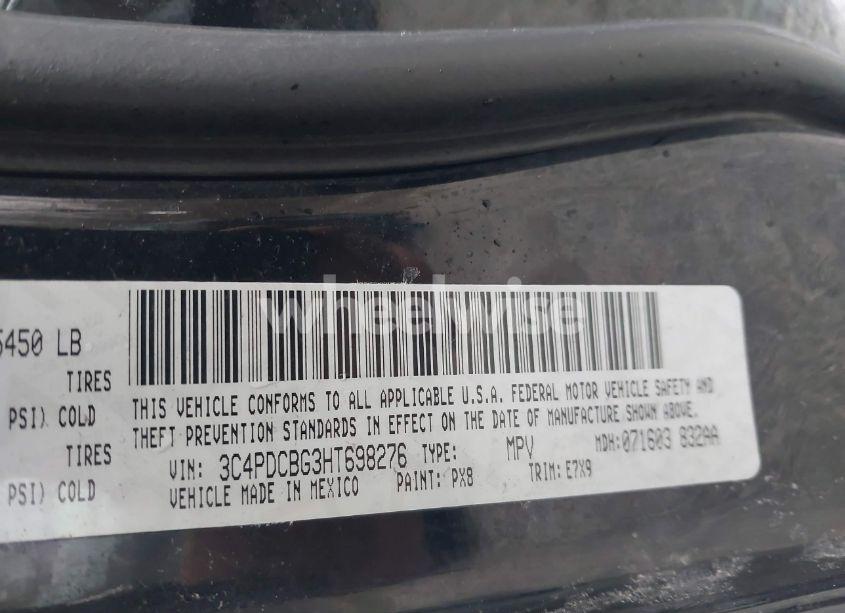 5450 LB
TIRES
PSI) COLD
TIRES
PSI) COLD
wheelwise
THIS VEHICLE CONFORMS TO ALL APPLICABLE U.S.A. FEDERAL MOTOR VEHICLE SAFETY AND
THEFT PREVENTION STANDARDS IN EFFECT ON THE DATE OF MANUFACTURE SHOWN ABOVE.
VIN: 3C4PDCBG3HT698276 TYPE: MPV MDH:071603 832AA
VEHICLE MADE IN MEXICO PAINT: PX8 TRIM: E7X9